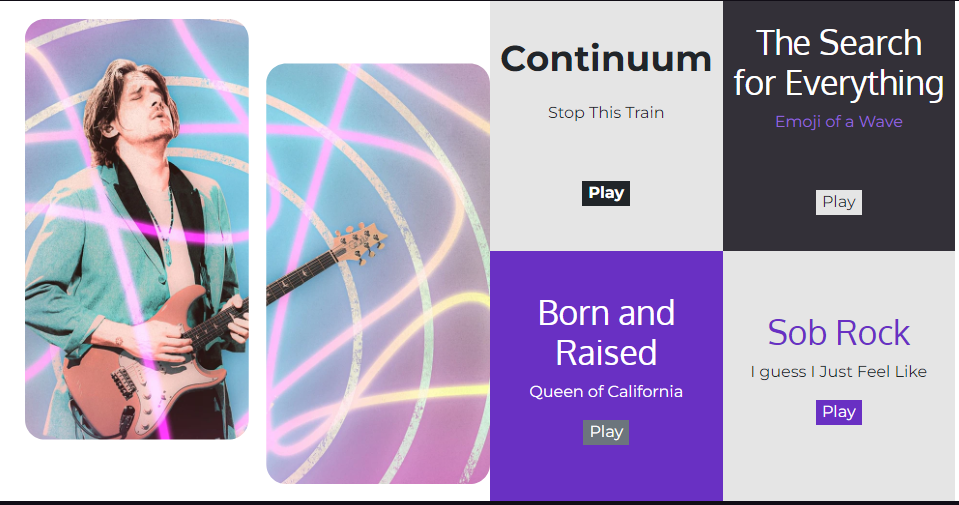 Continuum
Stop This Train
Play
The Search
for Everything
Emoji of a Wave
Play
Born and
Raised
Queen of California
Play
Sob Rock
I guess I Just Feel Like
Play